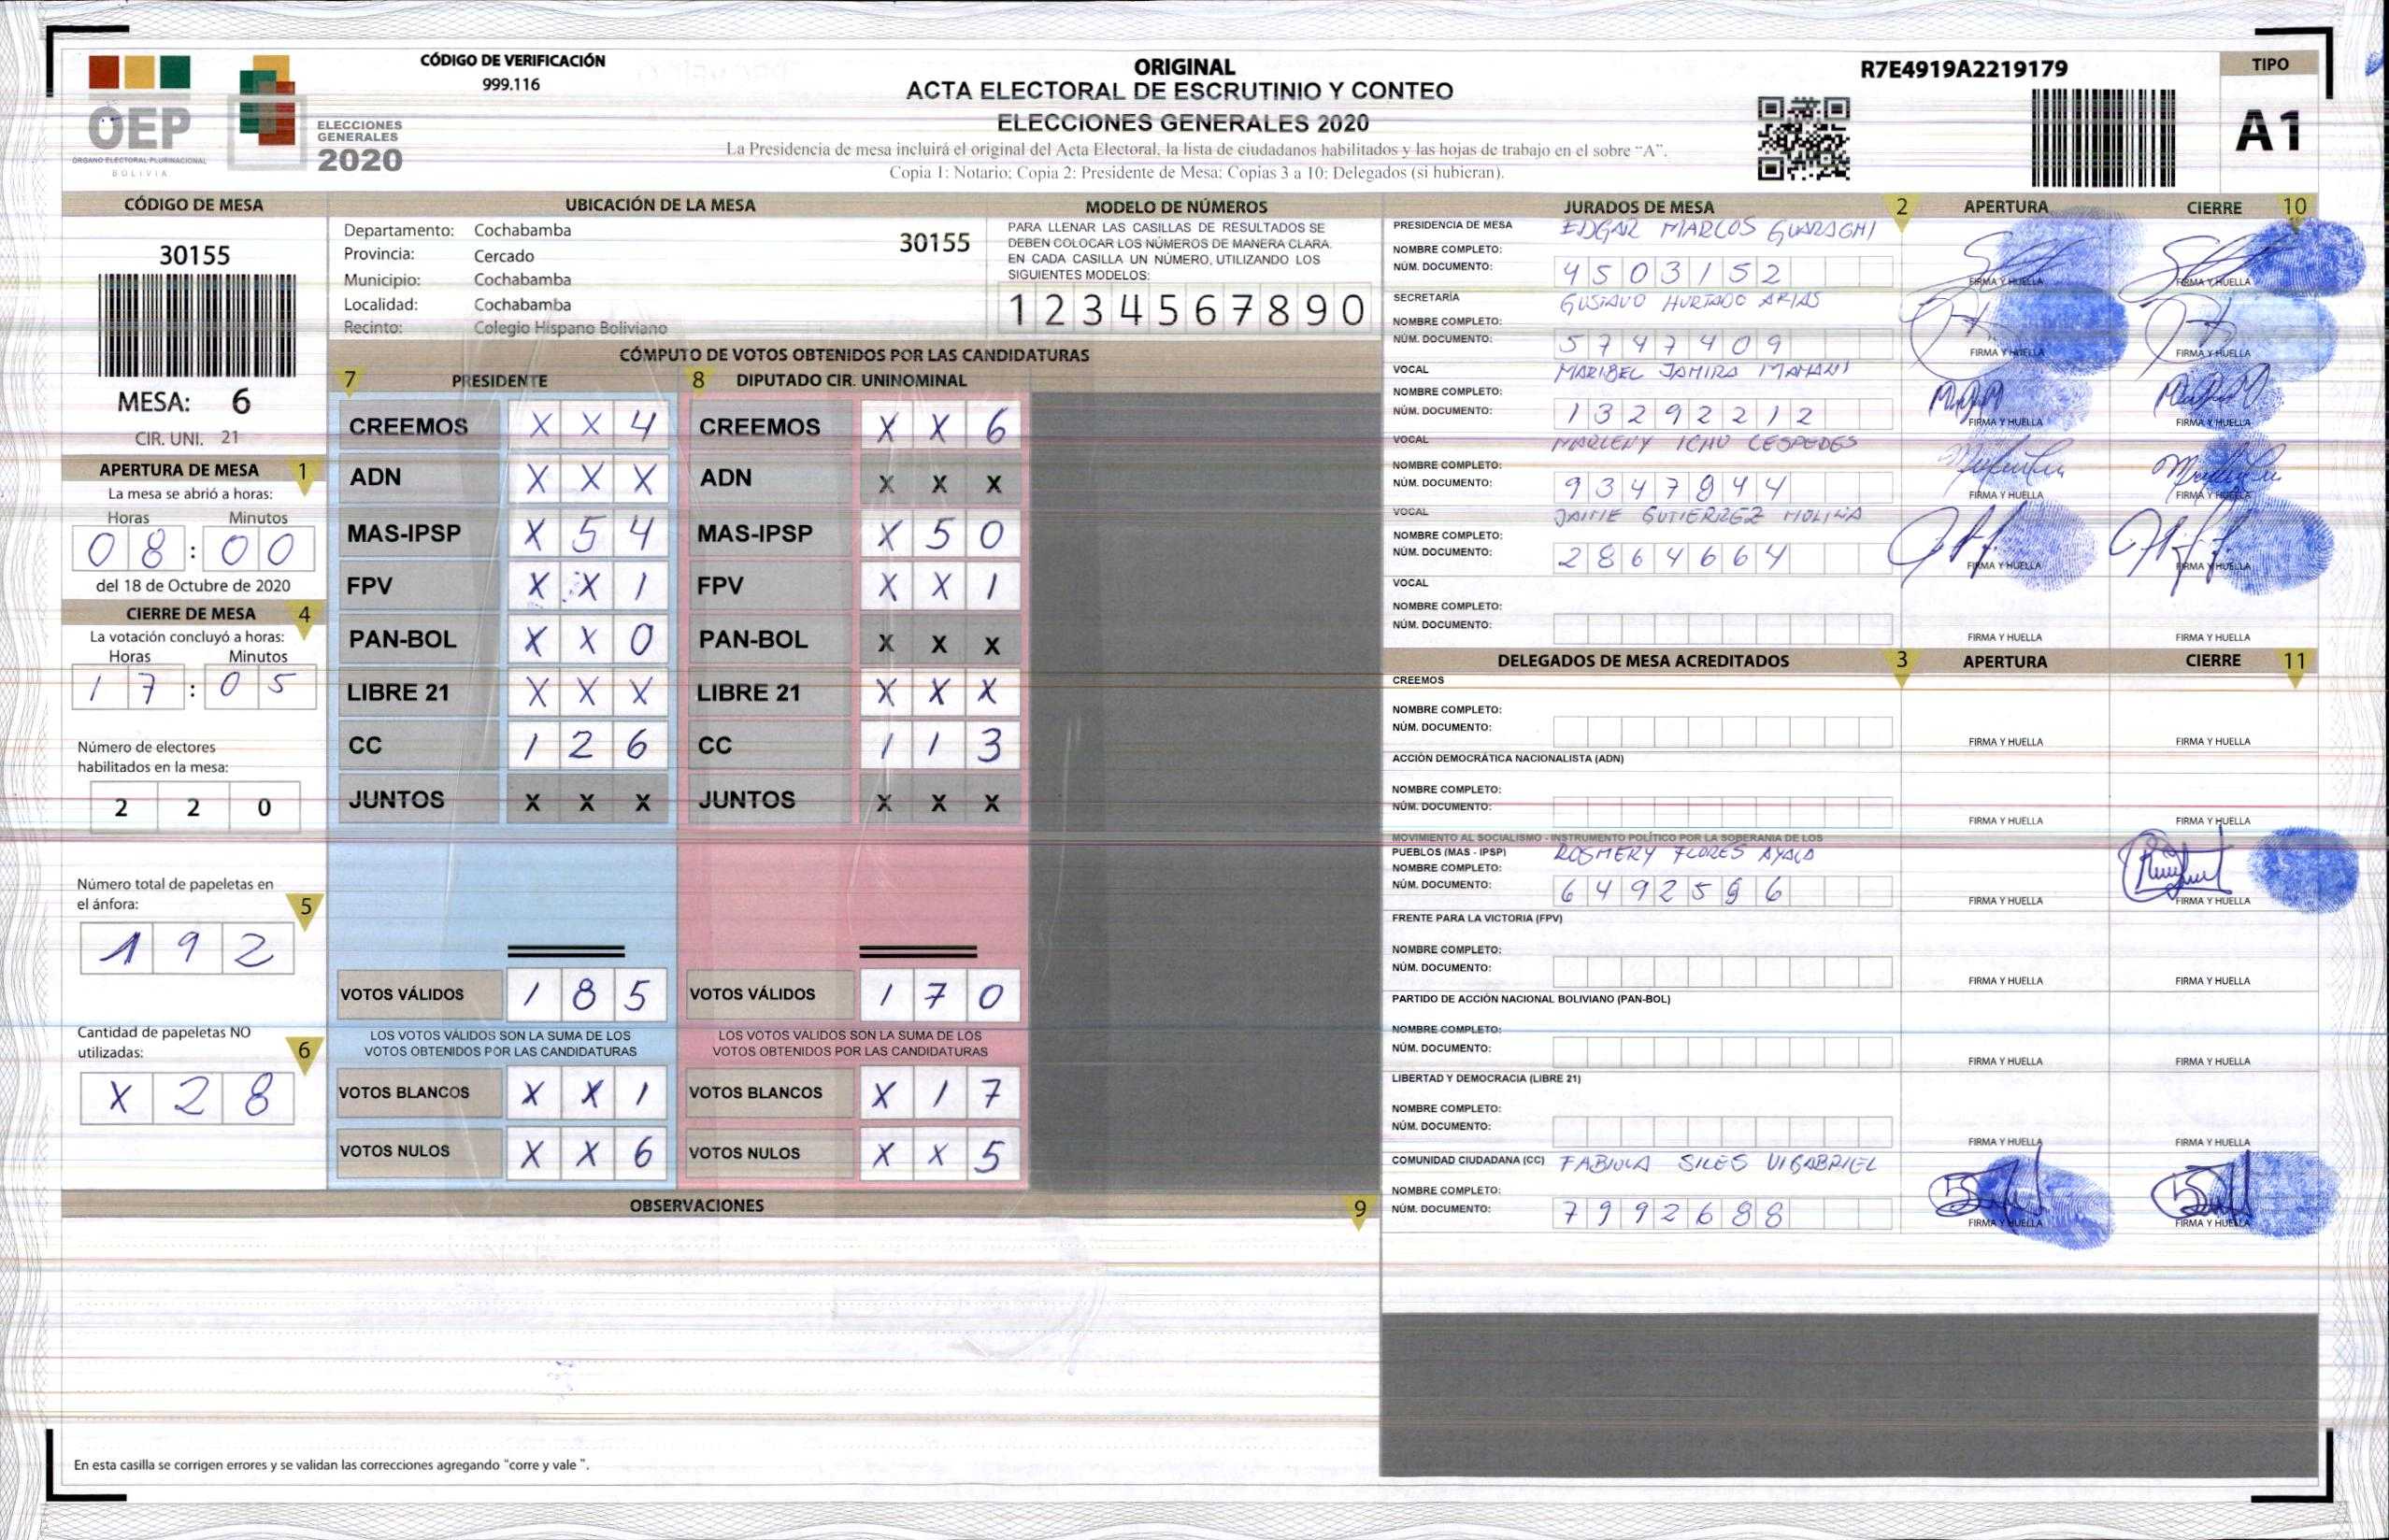 OEP
ÓRGANO ELECTORAL PLURINACIONAL
BOLIVIA
ELECCIONES
GENERALES
2020
CÓDIGO DE VERIFICACIÓN
999.116
ORIGINAL
ACTA ELECTORAL DE ESCRUTINIO Y CONTEO
ELECCIONES GENERALES 2020
La Presidencia de mesa incluirá el original del Acta Electoral, la lista de ciudadanos habilitados y las hojas de trabajo en el sobre "A".
Copia 1: Notario; Copia 2: Presidente de Mesa; Copias 3 a 10: Delegados (si hubieran).
R7E4919A2219179
TIPO
A1
CÓDIGO DE MESA
30155
MESA: 6
CIR. UNI. 21
APERTURA DE MESA 1
La mesa se abrió a horas:
Horas Minutos
08:00
del 18 de Octubre de 2020
CIERRE DE MESA 4
La votación concluyó a horas:
Horas Minutos
17:05
Número de electores
habilitados en la mesa:
2 2 0
Número total de papeletas en
el ánfora: 5
1 9 2
Cantidad de papeletas NO
utilizadas: 6
X 2 8
UBICACIÓN DE LA MESA
Departamento: Cochabamba 30155
Provincia: Cercado
Municipio: Cochabamba
Localidad: Cochabamba
Recinto: Colegio Hispano Boliviano
MODELO DE NÚMEROS
PARA LLENAR LAS CASILLAS DE RESULTADOS SE
DEBEN COLOCAR LOS NÚMEROS DE MANERA CLARA.
EN CADA CASILLA UN NÚMERO, UTILIZANDO LOS
SIGUIENTES MODELOS:
1 2 3 4 5 6 7 8 9 0
CÓMPUTO DE VOTOS OBTENIDOS POR LAS CANDIDATURAS
7 PRESIDENTE 8 DIPUTADO CIR. UNINOMINAL
CREEMOS X X 4 CREEMOS X X 6
ADN X X X ADN X X X
MAS-IPSP X 5 4 MAS-IPSP X 5 0
FPV X X 1 FPV X X 1
PAN-BOL X X 0 PAN-BOL X X X
LIBRE 21 X X X LIBRE 21 X X X
CC 1 2 6 CC 1 1 3
JUNTOS X X X JUNTOS X X X
VOTOS VÁLIDOS 1 8 5 VOTOS VÁLIDOS 1 7 0
LOS VOTOS VÁLIDOS SON LA SUMA DE LOS LOS VOTOS VALIDOS SON LA SUMA DE LOS
VOTOS OBTENIDOS POR LAS CANDIDATURAS VOTOS OBTENIDOS POR LAS CANDIDATURAS
VOTOS BLANCOS X X 1 VOTOS BLANCOS X 1 7
VOTOS NULOS X X 6 VOTOS NULOS X X 5
OBSERVACIONES 9
En esta casilla se corrigen errores y se validan las correcciones agregando "corre y vale ".
JURADOS DE MESA 2 APERTURA CIERRE 10
PRESIDENCIA DE MESA EDGAR MARCOS GUARACHI
NOMBRE COMPLETO:
NÚM. DOCUMENTO: 4503152 FIRMA Y HUELLA FIRMA Y HUELLA
SECRETARÍA GUSTAVO HURTADO ARIAS
NOMBRE COMPLETO:
NÚM. DOCUMENTO: 5747409 FIRMA Y HUELLA FIRMA Y HUELLA
VOCAL MARIBEL JAMIRA MAMANI
NOMBRE COMPLETO:
NÚM. DOCUMENTO: 13292212 FIRMA Y HUELLA FIRMA Y HUELLA
VOCAL MARLENY ICHU CESPEDES
NOMBRE COMPLETO:
NÚM. DOCUMENTO: FIRMA Y HUELLA FIRMA Y HUELLA
VOCAL JAIME GUTIERREZ MOLINA
NOMBRE COMPLETO:
NÚM. DOCUMENTO: 2864664 FIRMA Y HUELLA FIRMA Y HUELLA
VOCAL
NOMBRE COMPLETO:
NÚM. DOCUMENTO: FIRMA Y HUELLA FIRMA Y HUELLA
DELEGADOS DE MESA ACREDITADOS 3 APERTURA CIERRE 11
CREEMOS
NOMBRE COMPLETO:
NÚM. DOCUMENTO: FIRMA Y HUELLA FIRMA Y HUELLA
ACCIÓN DEMOCRÁTICA NACIONALISTA (ADN)
NOMBRE COMPLETO:
NÚM. DOCUMENTO: FIRMA Y HUELLA FIRMA Y HUELLA
MOVIMIENTO AL SOCIALISMO - INSTRUMENTO POLÍTICO POR LA SOBERANIA DE LOS
PUEBLOS (MAS - IPSP) ROSMERY FLORES AYALA
NOMBRE COMPLETO:
NÚM. DOCUMENTO: FIRMA Y HUELLA FIRMA Y HUELLA
FRENTE PARA LA VICTORIA (FPV)
NOMBRE COMPLETO:
NÚM. DOCUMENTO: FIRMA Y HUELLA FIRMA Y HUELLA
PARTIDO DE ACCIÓN NACIONAL BOLIVIANO (PAN-BOL)
NOMBRE COMPLETO:
NÚM. DOCUMENTO: FIRMA Y HUELLA FIRMA Y HUELLA
LIBERTAD Y DEMOCRACIA (LIBRE 21)
NOMBRE COMPLETO:
NÚM. DOCUMENTO: FIRMA Y HUELLA FIRMA Y HUELLA
COMUNIDAD CIUDADANA (CC) FABIOLA SILES VIGABRIEL
NOMBRE COMPLETO:
NÚM. DOCUMENTO: 7992688 FIRMA Y HUELLA FIRMA Y HUELLA